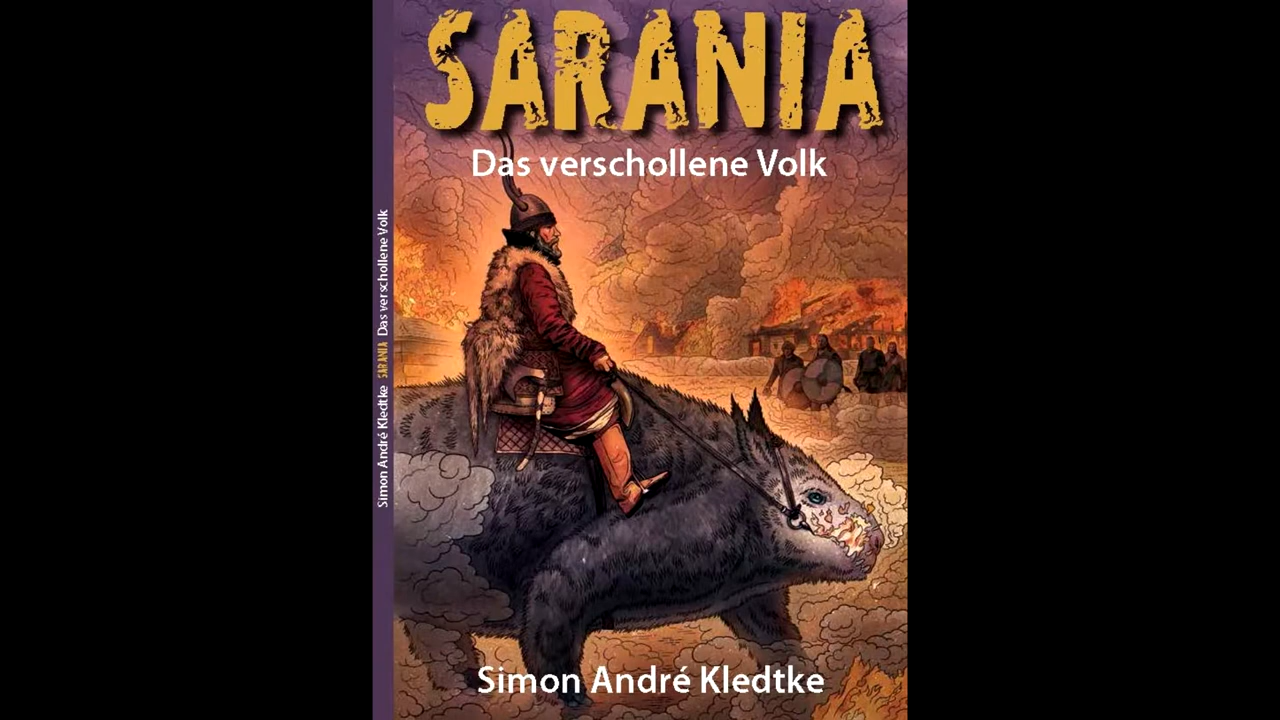 SARANIA
Das verschollene Volk
Simon André Kledtke SARANIA Das verschollene Volk
Simon André Kledtke